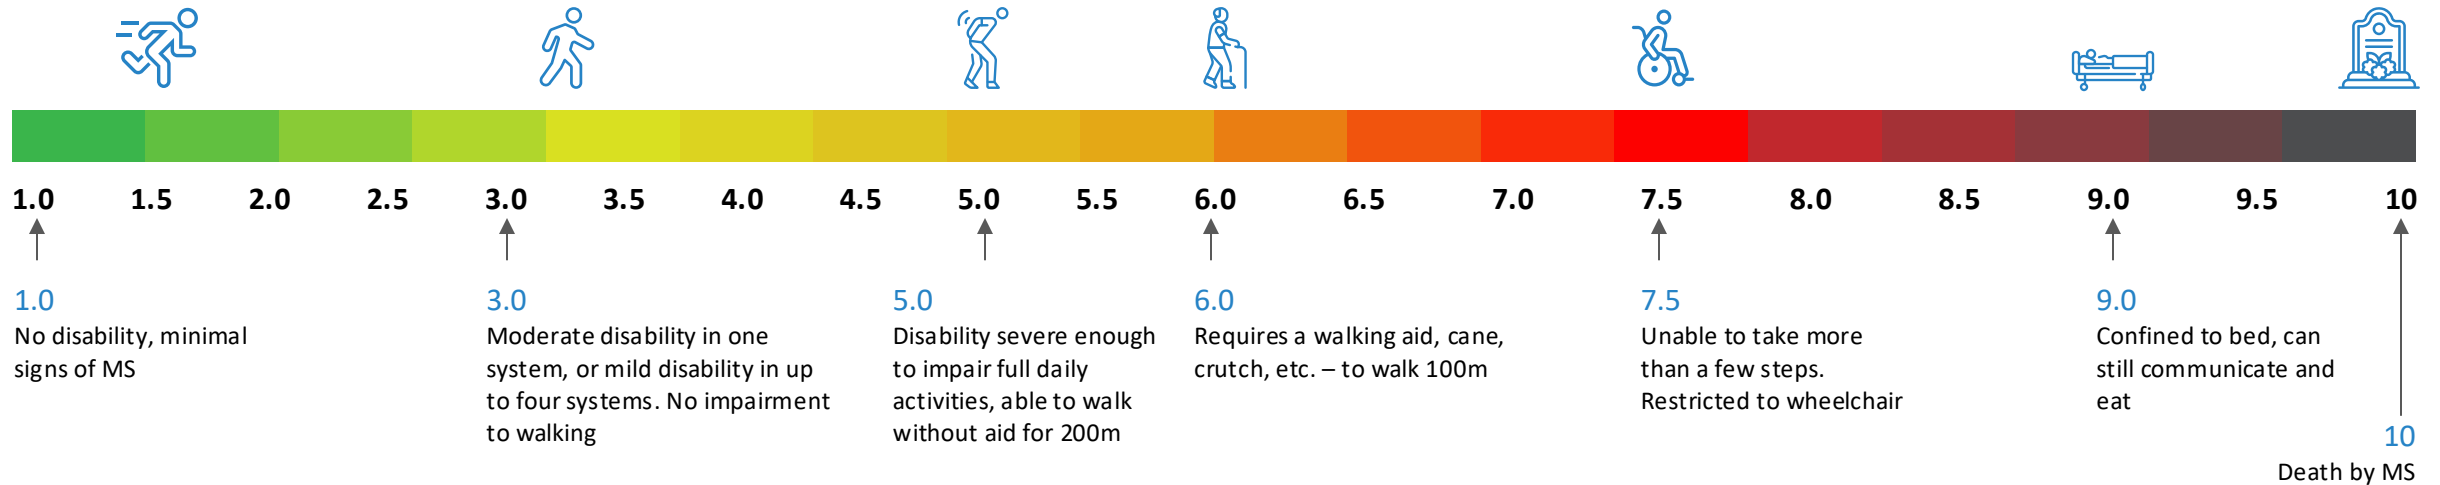 1.0 1.5 2.0 2.5 3.0 3.5 4.0 4.5 5.0 5.5 6.0 6.5 7.0 7.5 8.0 8.5 9.0 9.5 10
1.0
No disability, minimal
signs of MS
3.0
Moderate disability in one
system, or mild disability in up
to four systems. No impairment
to walking
5.0
Disability severe enough
to impair full daily
activities, able to walk
without aid for 200m
6.0
Requires a walking aid, cane,
crutch, etc. – to walk 100m
7.5
Unable to take more
than a few steps.
Restricted to wheelchair
9.0
Confined to bed, can
still communicate and
eat
10
Death by MS